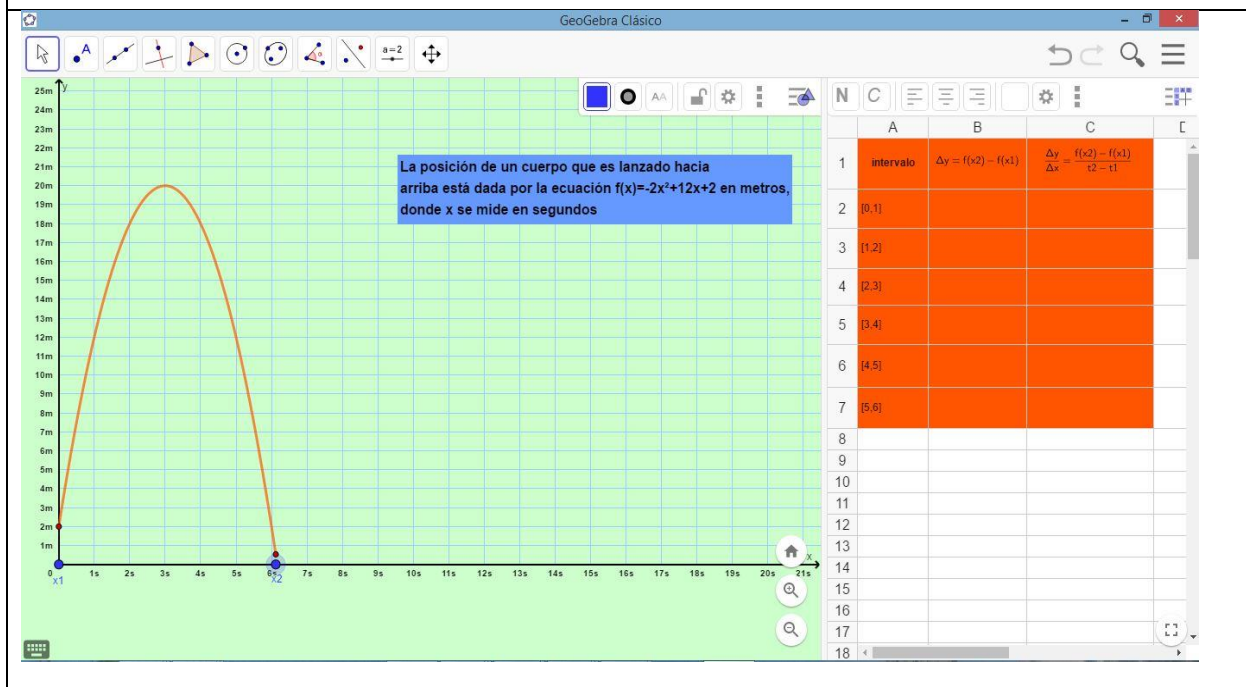 GeoGebra Clásico
A
a=2
N C
AA
25m
y
24m
23m
22m
21m
20m
19m
18m
17m
16m
15m
14m
13m
12m
11m
10m
9m
8m
7m
6m
5m
4m
3m
2m
1m
La posición de un cuerpo que es lanzado hacia
arriba está dada por la ecuación f(x)=-2x²+12x+2 en metros,
donde x se mide en segundos
x
0 1s 2s 3s 4s 5s 6s 7s 8s 9s 10s 11s 12s 13s 14s 15s 16s 17s 18s 19s 20s 21s
x1 x2
A B C
1 intervalo Δy = f(x2) − f(x1) Δy/Δx = f(x2) − f(x1)/t2 − t1
2 [0,1]
3 [1,2]
4 [2,3]
5 [3,4]
6 [4,5]
7 [5,6]
8
9
10
11
12
13
14
15
16
17
18